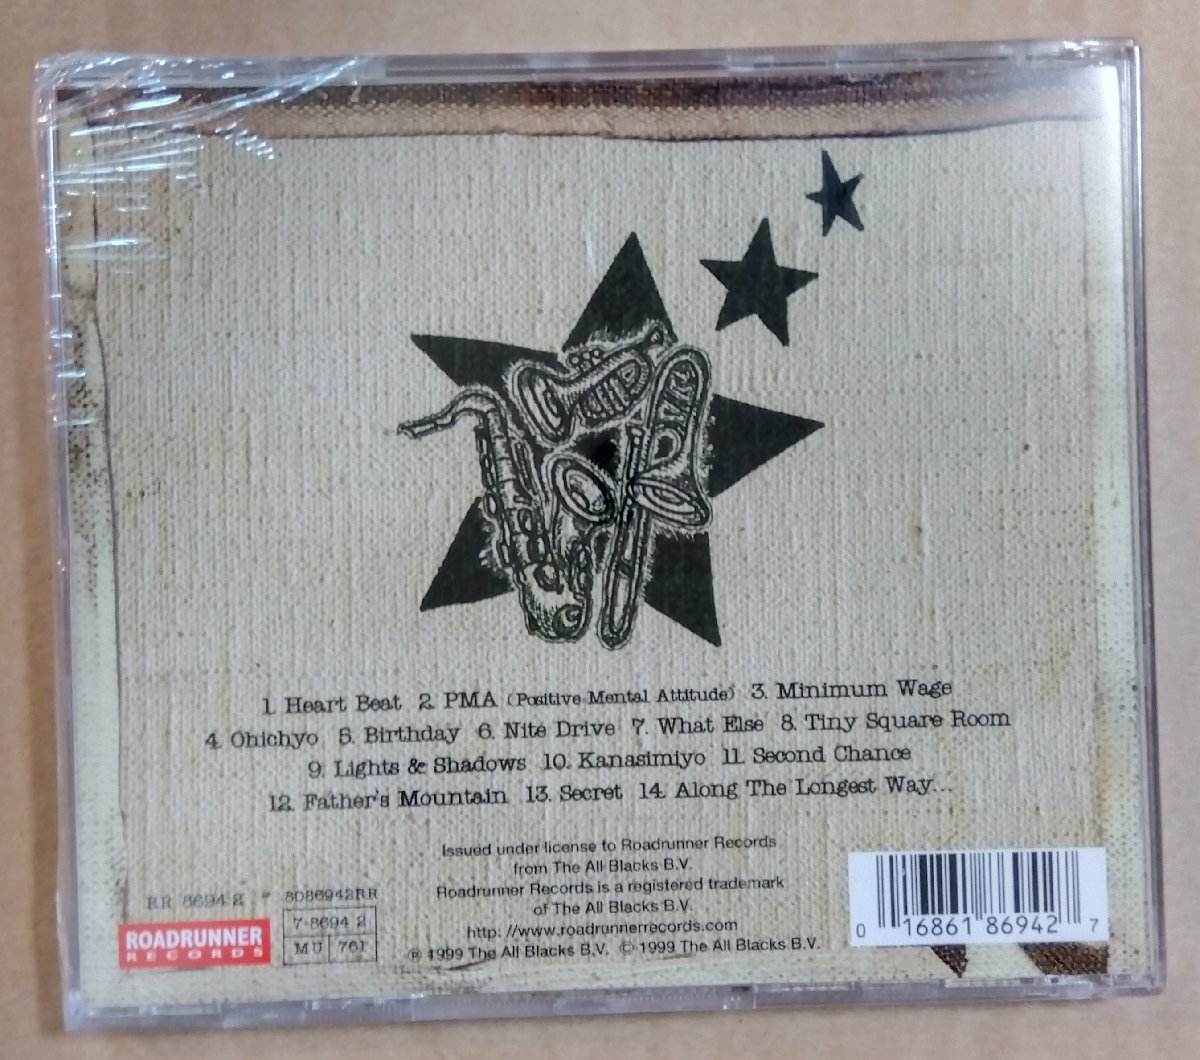 1. Heart Beat 2. PMA (Positive Mental Attitude) 3. Minimum Wage
4. Ohichyo 5. Birthday 6. Nite Drive 7. What Else 8. Tiny Square Room
9. Lights & Shadows 10. Kanasimiyo 11. Second Chance
12. Father's Mountain 13. Secret 14. Along The Longest Way...
Issued under license to Roadrunner Records
from The All Blacks B.V.
Roadrunner Records is a registered trademark
of The All Blacks B.V.
http: //www.roadrunnerrecords.com
℗ 1999 The All Blacks B.V. © 1999 The All Blacks B.V.
RR 8694 2 * 8086942RR
7-8694 2
MU 761
ROADRUNNER
RECORDS
0 16861 86942 7